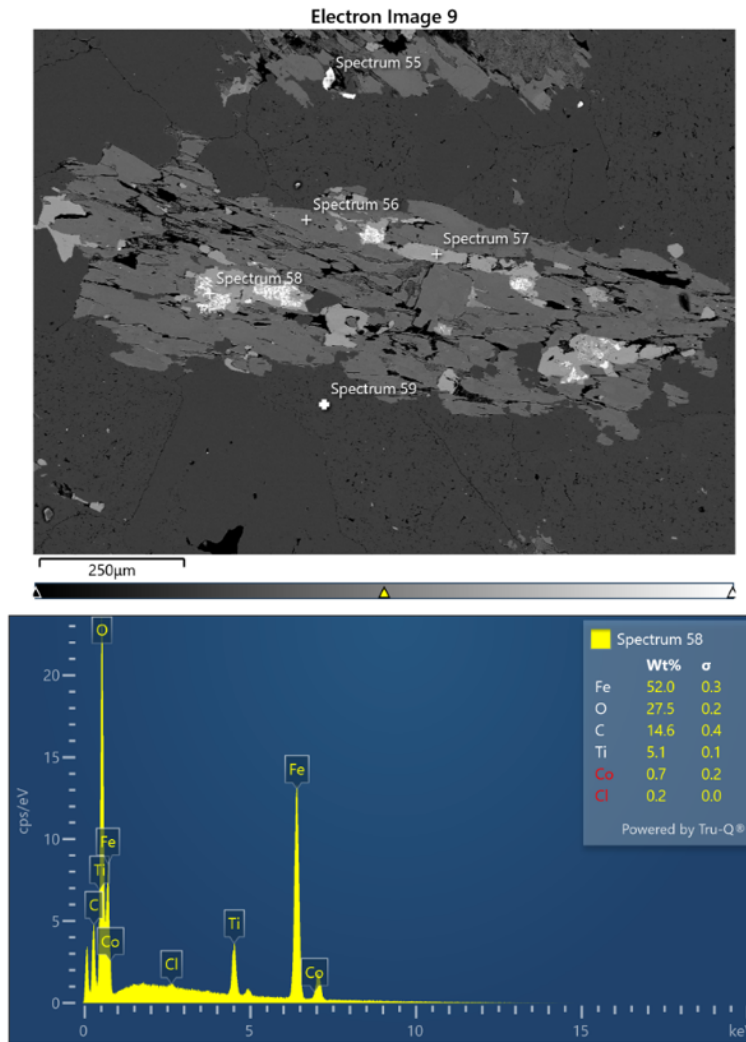 Electron Image 9
Spectrum 55
Spectrum 56
Spectrum 57
Spectrum 58
Spectrum 59
250µm
Spectrum 58
Wt% σ
Fe 52.0 0.3
O 27.5 0.2
C 14.6 0.4
Ti 5.1 0.1
Co 0.7 0.2
Cl 0.2 0.0
Powered by Tru-Q®
cps/eV
20
15
10
5
0
O
Fe
Ti
C
Co
Cl
Ti
Fe
Co
0 5 10 15 ke